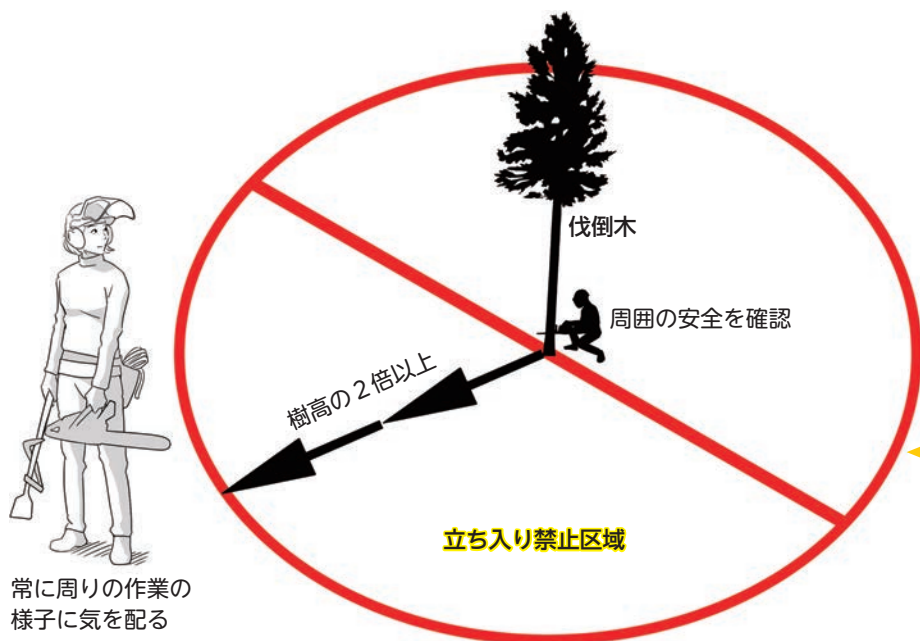 伐倒木
周囲の安全を確認
樹高の２倍以上
立ち入り禁止区域
常に周りの作業の
様子に気を配る